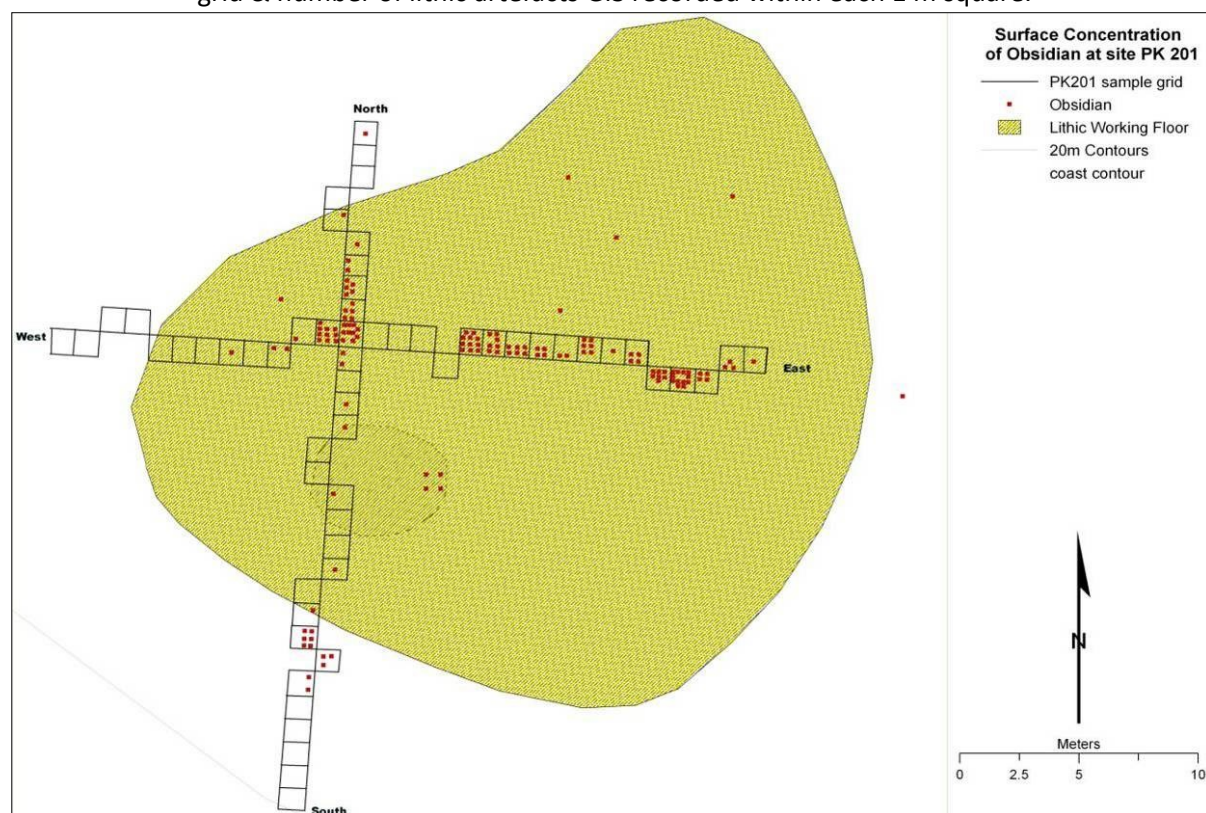 grid & number of lithic artefacts GIS recorded within each 1 m square.
Surface Concentration
of Obsidian at site PK 201
PK201 sample grid
Obsidian
Lithic Working Floor
20m Contours
coast contour
North
West
East
South
N
Meters
0 2.5 5 10